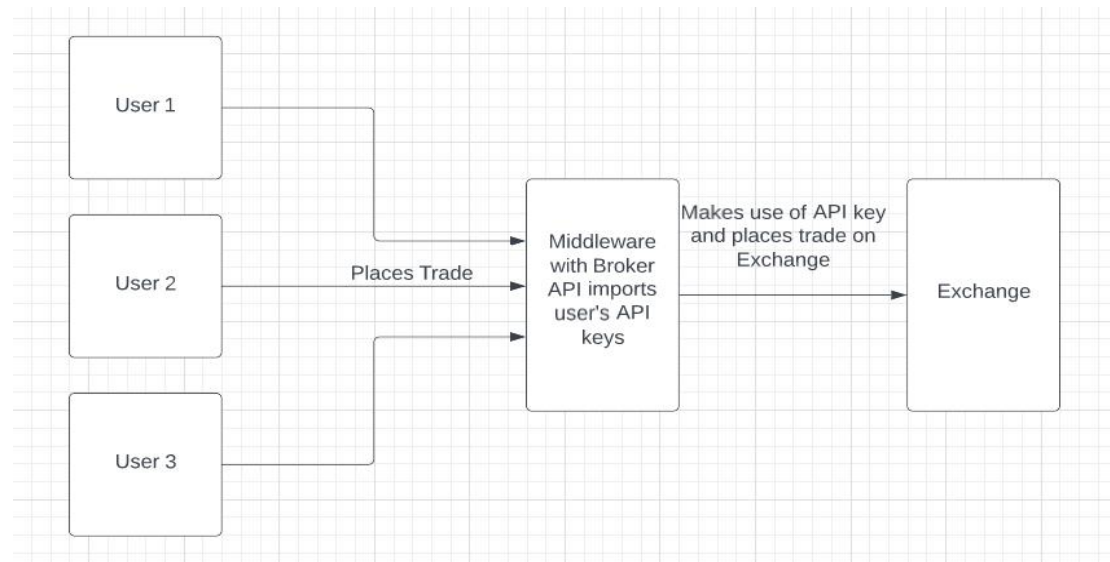 User 1
User 2
User 3
Places Trade
Middleware
with Broker
API imports
user's API
keys
Makes use of API key
and places trade on
Exchange
Exchange